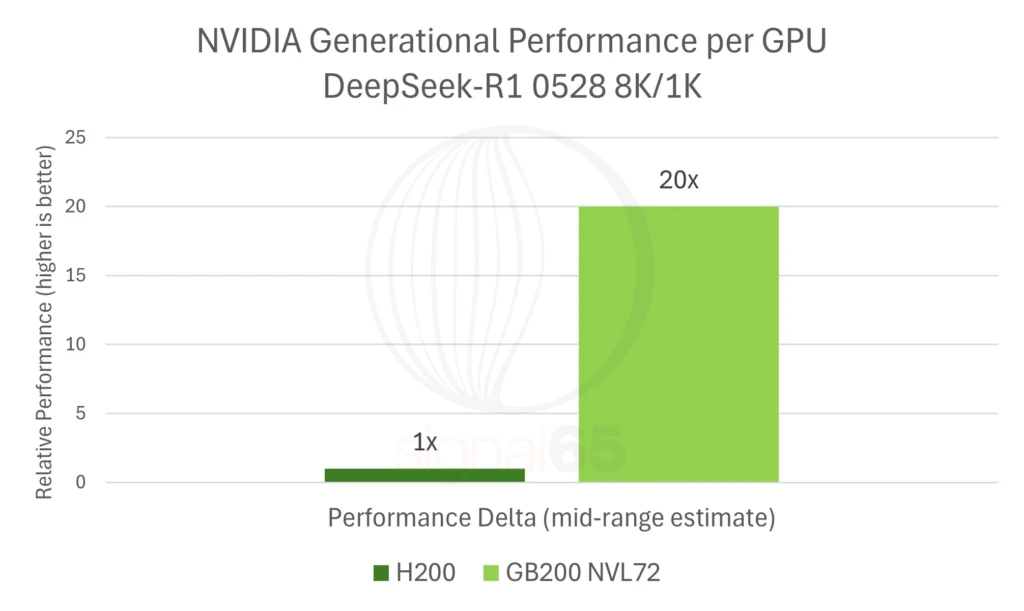 NVIDIA Generational Performance per GPU
DeepSeek-R1 0528 8K/1K
Relative Performance (higher is better)
25
20
15
10
5
0
1x
20x
signal65
Performance Delta (mid-range estimate)
H200
GB200 NVL72